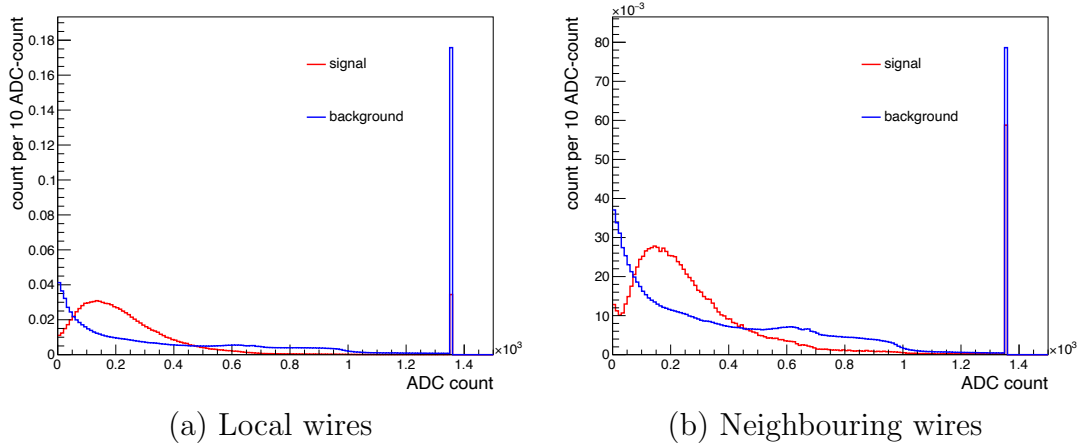 count per 10 ADC-count
0.18
0.16
0.14
0.12
0.1
0.08
0.06
0.04
0.02
0
signal
background
0 0.2 0.4 0.6 0.8 1 1.2 1.4
×10³
ADC count
(a) Local wires
×10⁻³
count per 10 ADC-count
80
70
60
50
40
30
20
10
0
signal
background
0 0.2 0.4 0.6 0.8 1 1.2 1.4
×10³
ADC count
(b) Neighbouring wires